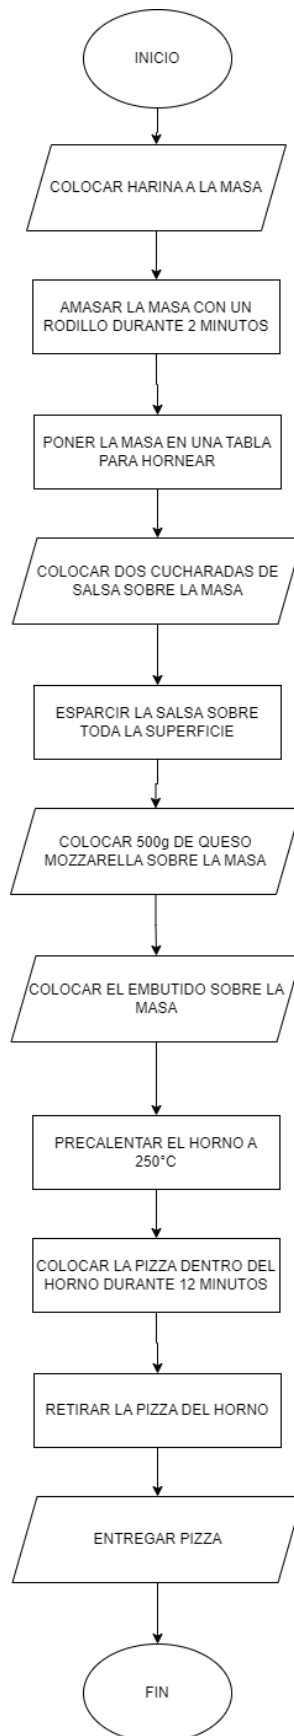 INICIO
COLOCAR HARINA A LA MASA
AMASAR LA MASA CON UN
RODILLO DURANTE 2 MINUTOS
PONER LA MASA EN UNA TABLA
PARA HORNEAR
COLOCAR DOS CUCHARADAS DE
SALSA SOBRE LA MASA
ESPARCIR LA SALSA SOBRE
TODA LA SUPERFICIE
COLOCAR 500g DE QUESO
MOZZARELLA SOBRE LA MASA
COLOCAR EL EMBUTIDO SOBRE LA
MASA
PRECALENTAR EL HORNO A
250°C
COLOCAR LA PIZZA DENTRO DEL
HORNO DURANTE 12 MINUTOS
RETIRAR LA PIZZA DEL HORNO
ENTREGAR PIZZA
FIN